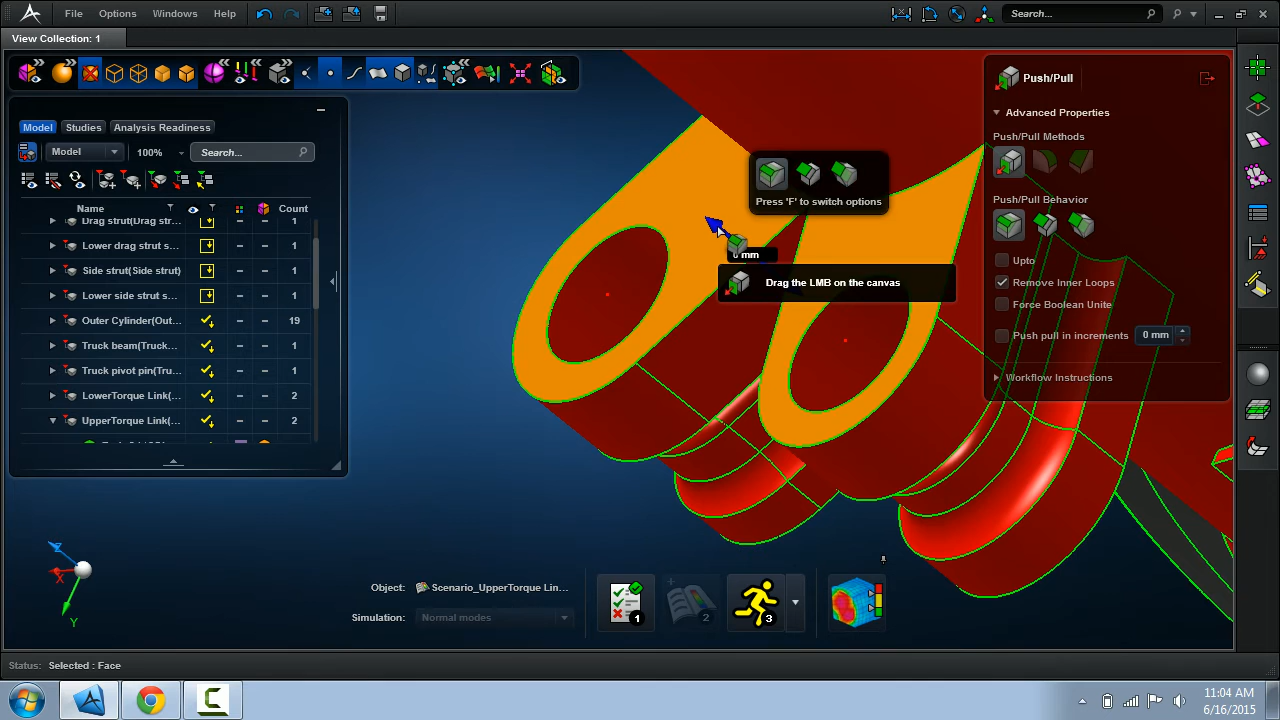 File Options Windows Help Search...
View Collection: 1
Push/Pull
Advanced Properties
Push/Pull Methods
Push/Pull Behavior
Upto
Remove Inner Loops
Force Boolean Unite
Push pull in increments 0 mm
Workflow Instructions
Model Studies Analysis Readiness
Model 100% Search...
Name Count
Drag strut(Drag str... 1
Lower drag strut s... 1
Side strut(Side strut) 1
Lower side strut s... 1
Outer Cylinder(Out... 19
Truck beam(Truck... 1
Truck pivot pin(Tru... 1
LowerTorque Link(... 2
UpperTorque Link(... 2
Press 'F' to switch options
0 mm
Drag the LMB on the canvas
Z
X
Y
Object: Scenario_UpperTorque Lin...
Simulation: Normal modes
1
2
3
Status: Selected : Face
11:04 AM
6/16/2015